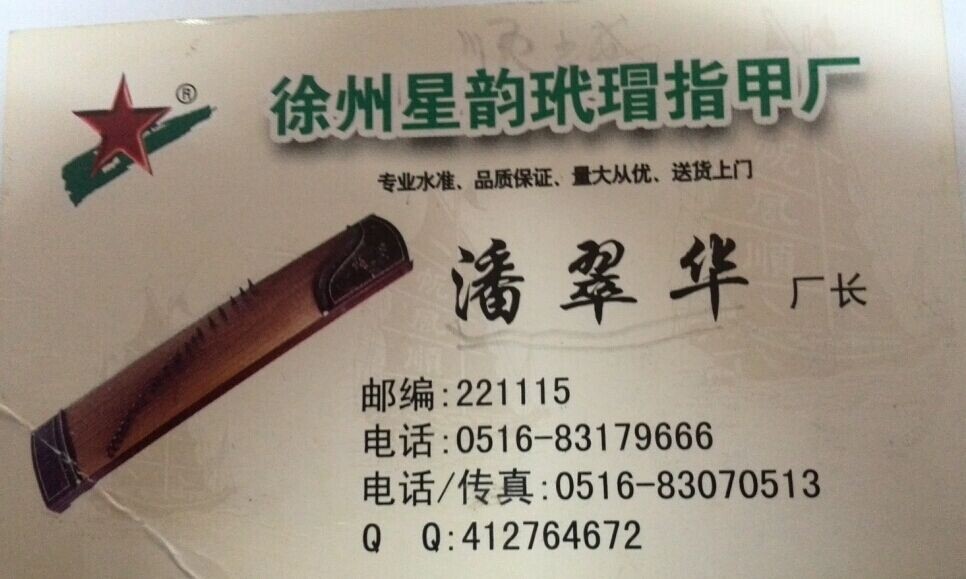 ®
徐州星韵玳瑁指甲厂
专业水准、品质保证、量大从优、送货上门
潘翠华 厂长
邮编:221115
电话:0516-83179666
电话/传真:0516-83070513
Q Q:412764672